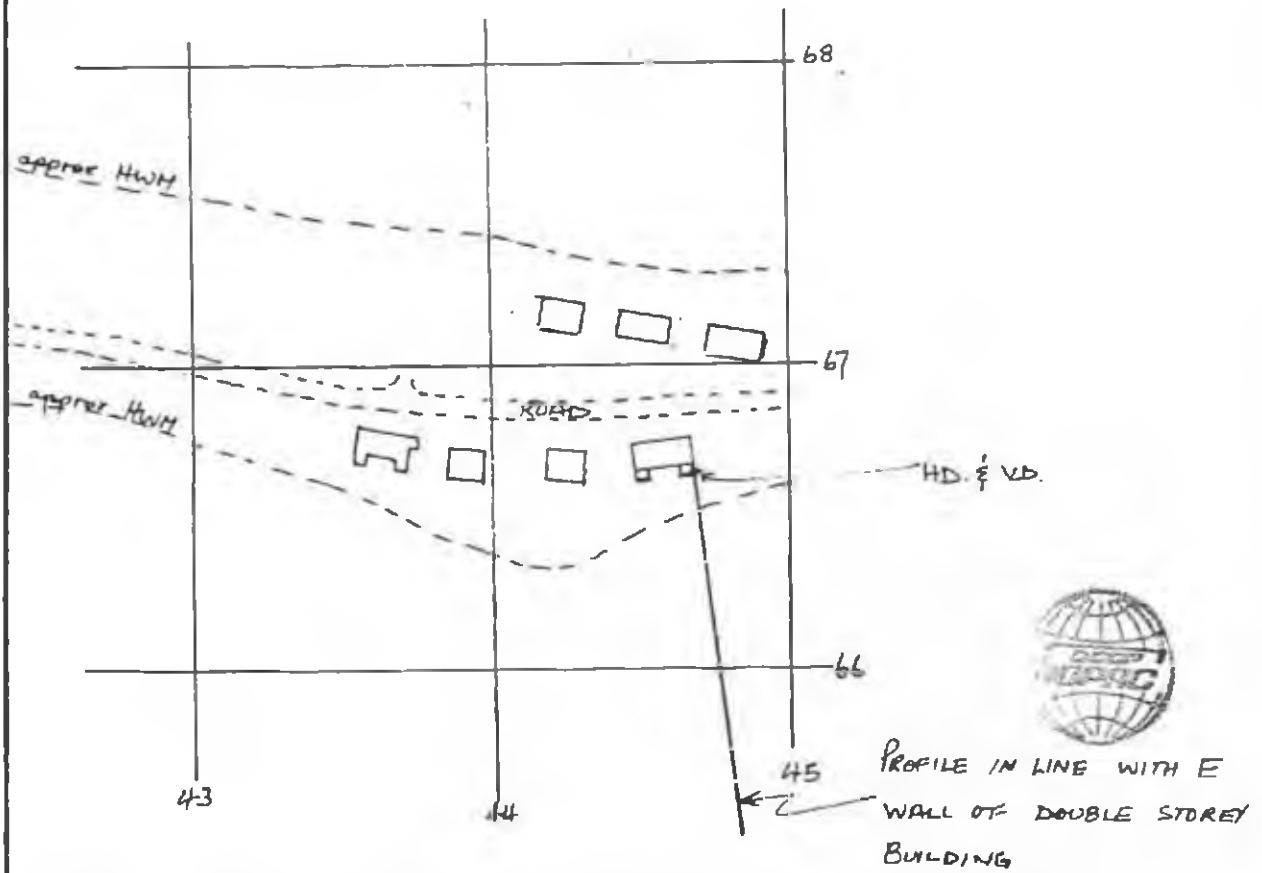 68
approx HWM
67
approx HWM
ROAD
HD. & VD.
66
45
43
44
PROFILE IN LINE WITH E
WALL OF DOUBLE STOREY
BUILDING